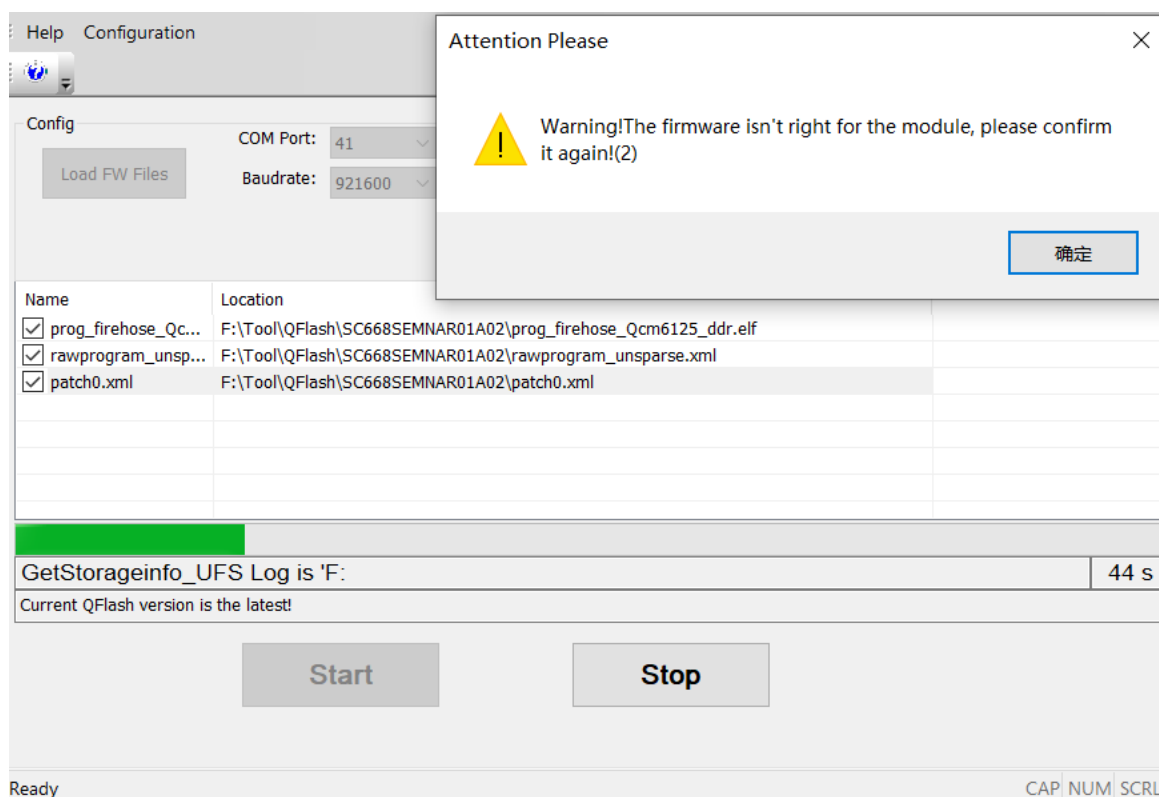 Help Configuration
Attention Please
Warning!The firmware isn't right for the module, please confirm
it again!(2)
确定
Config
Load FW Files
COM Port: 41
Baudrate: 921600
Name Location
prog_firehose_Qc... F:\Tool\QFlash\SC668SEMNAR01A02\prog_firehose_Qcm6125_ddr.elf
rawprogram_unsp... F:\Tool\QFlash\SC668SEMNAR01A02\rawprogram_unsparse.xml
patch0.xml F:\Tool\QFlash\SC668SEMNAR01A02\patch0.xml
GetStorageinfo_UFS Log is 'F: 44 s
Current QFlash version is the latest!
Start Stop
Ready CAP NUM SCRL